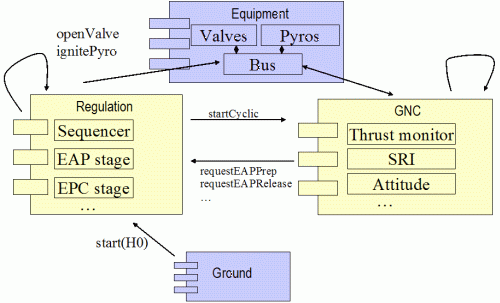 Equipment
openValve
ignitePyro
Valves
Pyros
Bus
Regulation
Sequencer
EAP stage
EPC stage
...
startCyclic
requestEAPPrep
requestEAPRelease
...
GNC
Thrust monitor
SRI
Attitude
...
start(H0)
Ground